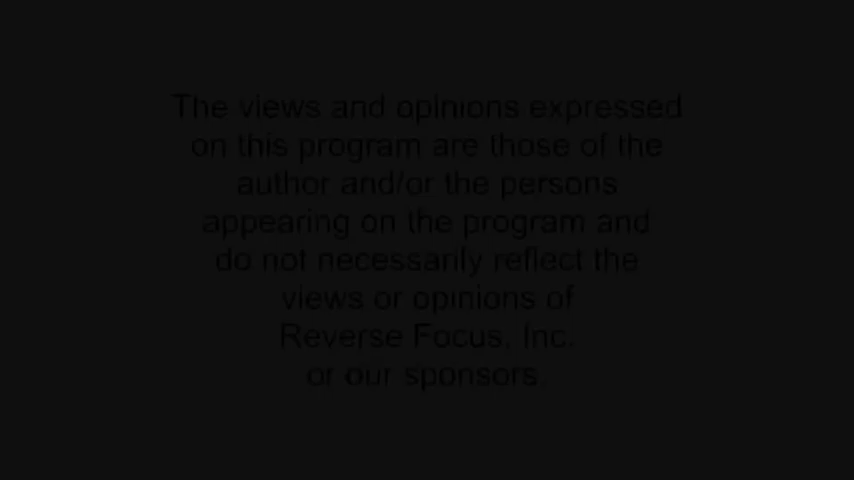 The views and opinions expressed
on this program are those of the
author and/or the persons
appearing on the program and
do not necessarily reflect the
views or opinions of
Reverse Focus, Inc.
or our sponsors.